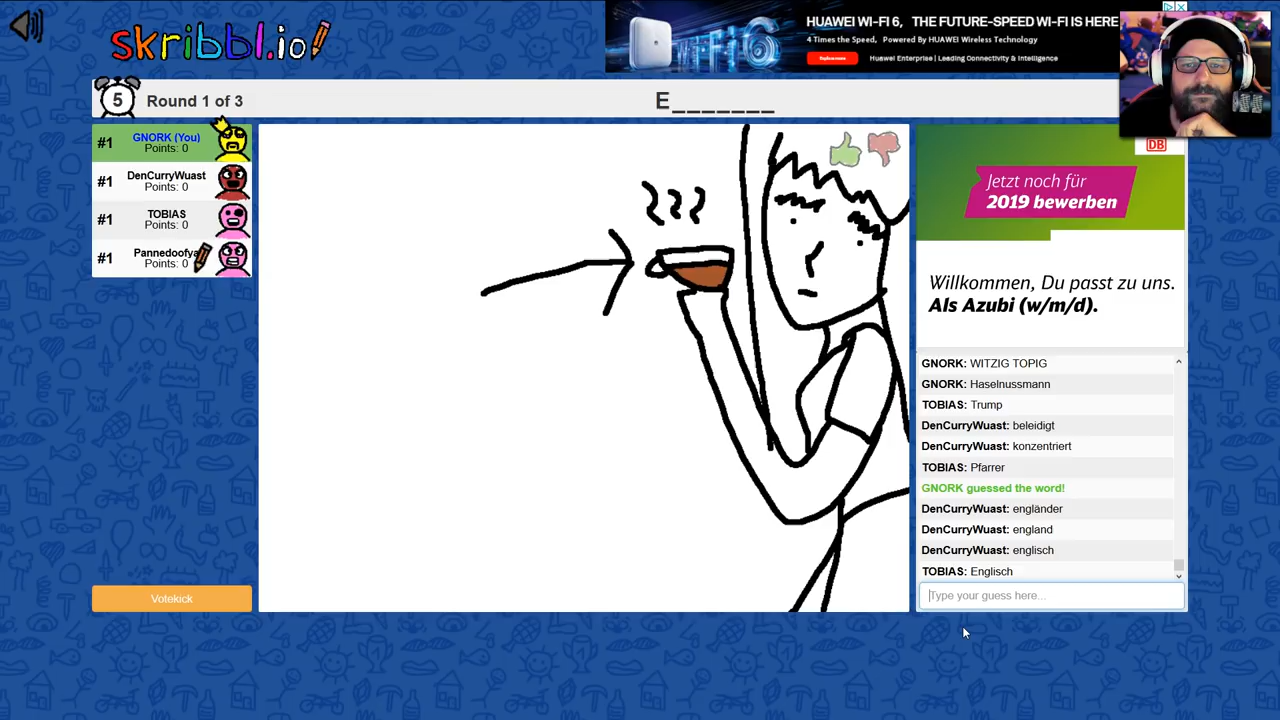 skribbl.io
HUAWEI WI-FI 6, THE FUTURE-SPEED WI-FI IS HERE
4 Times the Speed, Powered By HUAWEI Wireless Technology
Huawei Enterprise | Leading Connectivity & Intelligence
5
Round 1 of 3
E_______
#1
GNORK (You)
Points: 0
#1
DenCurryWuast
Points: 0
#1
TOBIAS
Points: 0
#1
Pannedoofya
Points: 0
DB
Jetzt noch für
2019 bewerben
Willkommen, Du passt zu uns.
Als Azubi (w/m/d).
GNORK: WITZIG TOPIG
GNORK: Haselnussmann
TOBIAS: Trump
DenCurryWuast: beleidigt
DenCurryWuast: konzentriert
TOBIAS: Pfarrer
GNORK guessed the word!
DenCurryWuast: engländer
DenCurryWuast: england
DenCurryWuast: englisch
TOBIAS: Englisch
Type your guess here...
Votekick